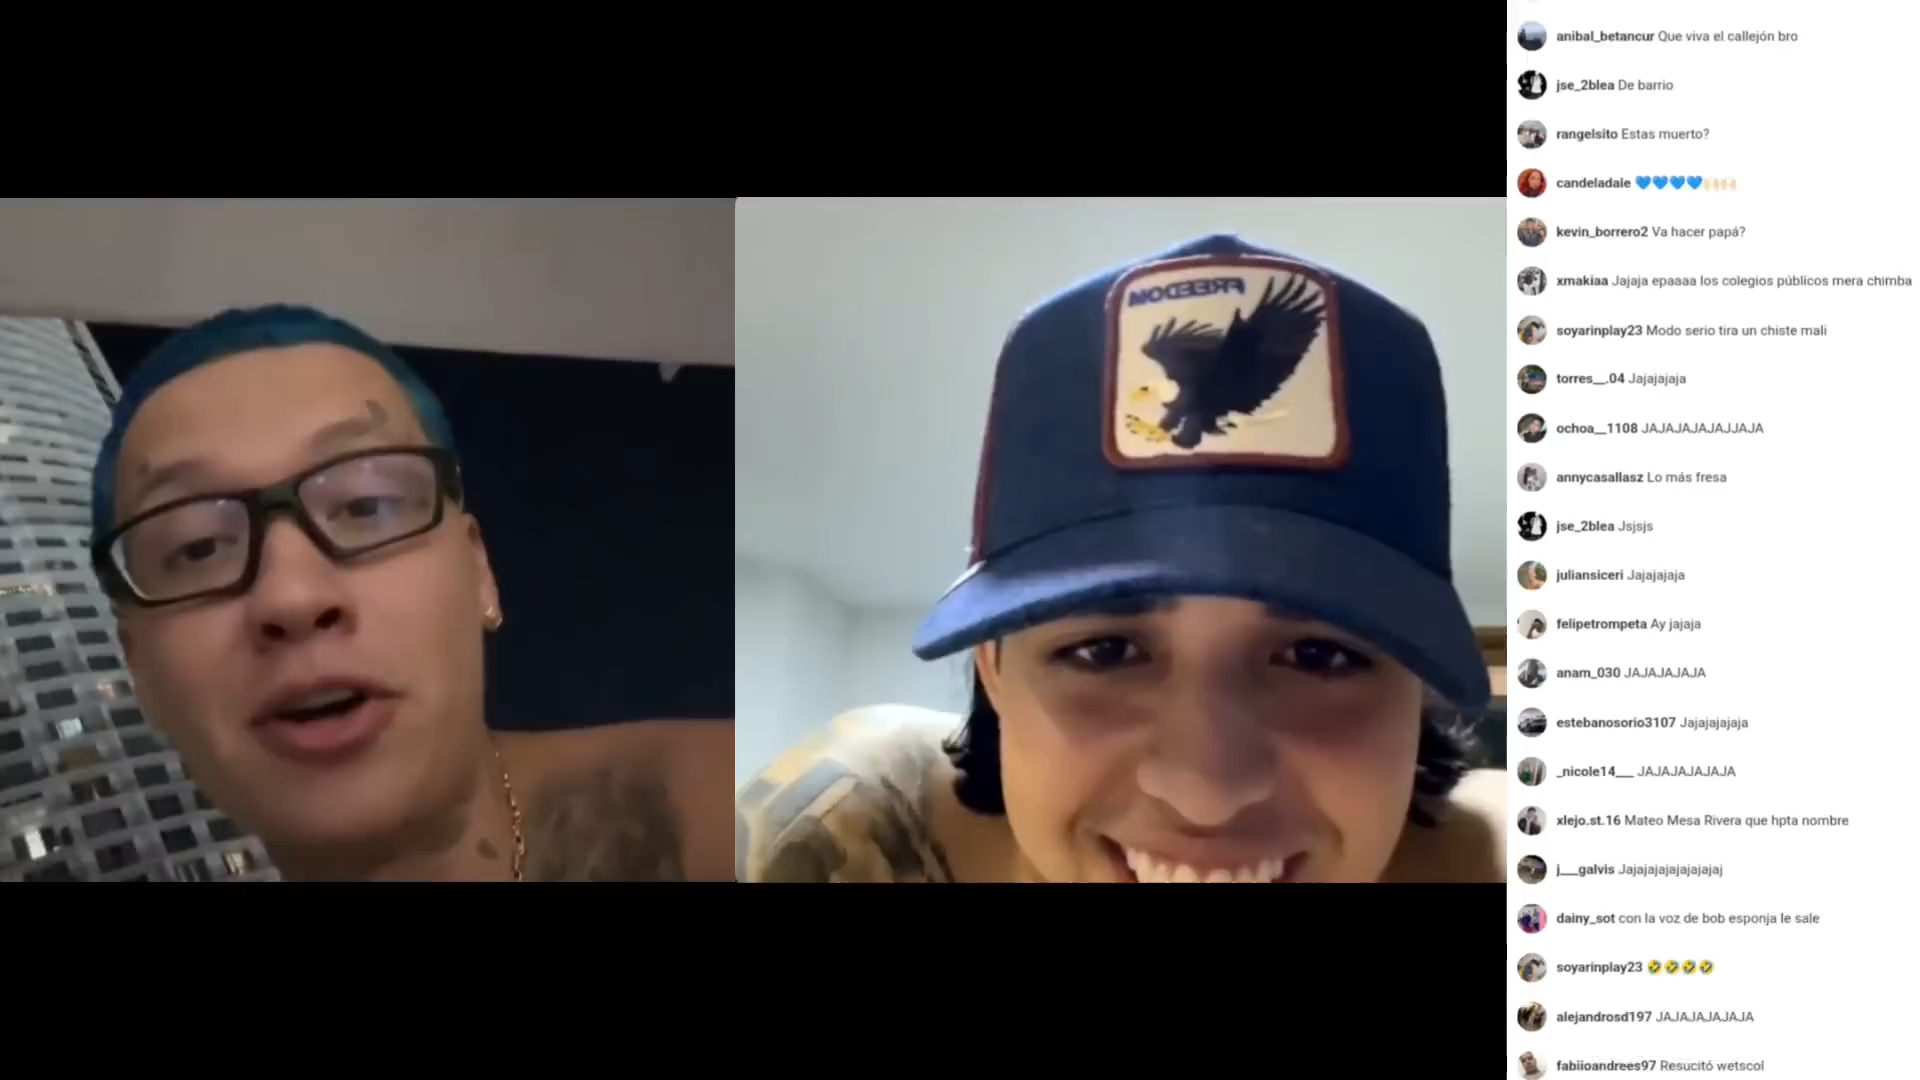 FREEDOM
anibal_betancur Que viva el callejón bro
jse_2blea De barrio
rangelsito Estas muerto?
candeladale 💙💙💙💙🙌🏻🙌🏻
kevin_borrero2 Va hacer papá?
xmakiaa Jajaja epaaaa los colegios públicos mera chimba
soyarinplay23 Modo serio tira un chiste mali
torres__.04 Jajajajaja
ochoa__1108 JAJAJAJAJAJJAJA
annycasallasz Lo más fresa
jse_2blea Jsjsjs
juliansiceri Jajajajaja
felipetrompeta Ay jajaja
anam_030 JAJAJAJAJA
estebanosorio3107 Jajajajajaja
_nicole14___ JAJAJAJAJAJA
xlejo.st.16 Mateo Mesa Rivera que hpta nombre
j___galvis Jajajajajajajajaj
dainy_sot con la voz de bob esponja le sale
soyarinplay23 🤣🤣🤣🤣
alejandrosd197 JAJAJAJAJAJA
fabiioandrees97 Resucitó wetscol